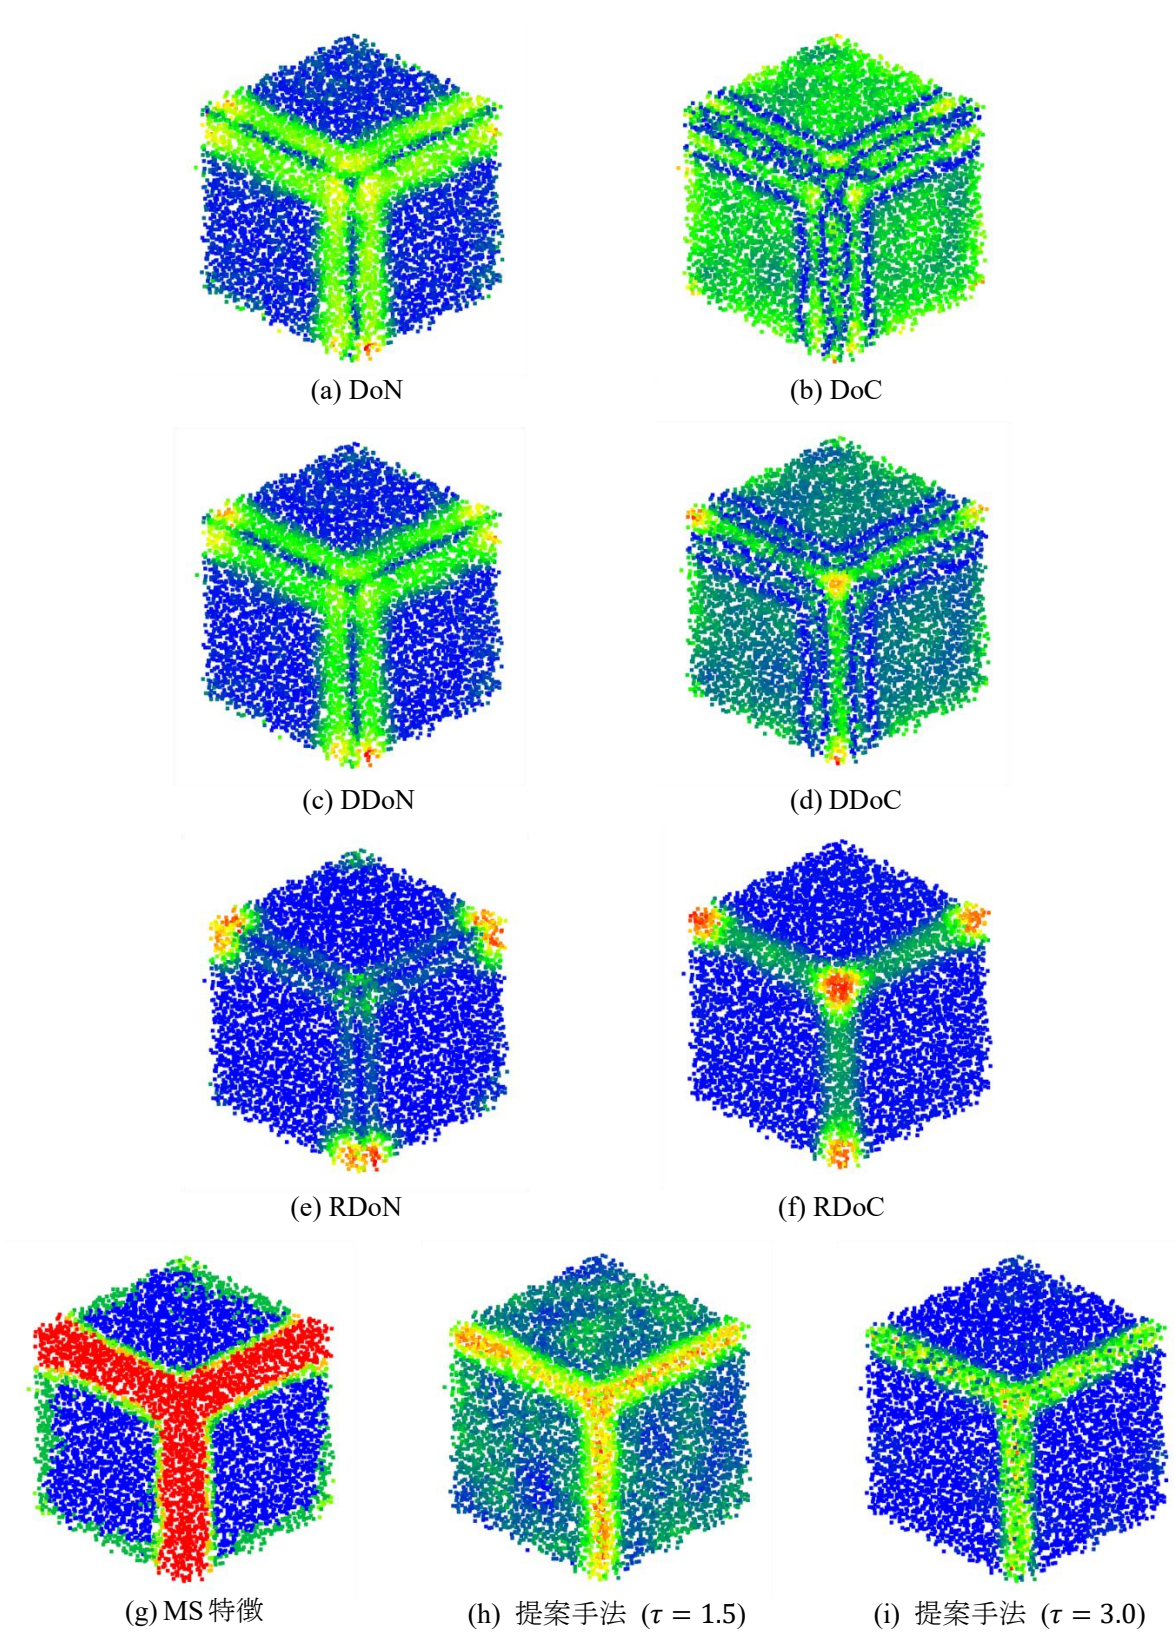 (a) DoN
(b) DoC
(c) DDoN
(d) DDoC
(e) RDoN
(f) RDoC
(g) MS 特徴
(h) 提案手法 (τ = 1.5)
(i) 提案手法 (τ = 3.0)